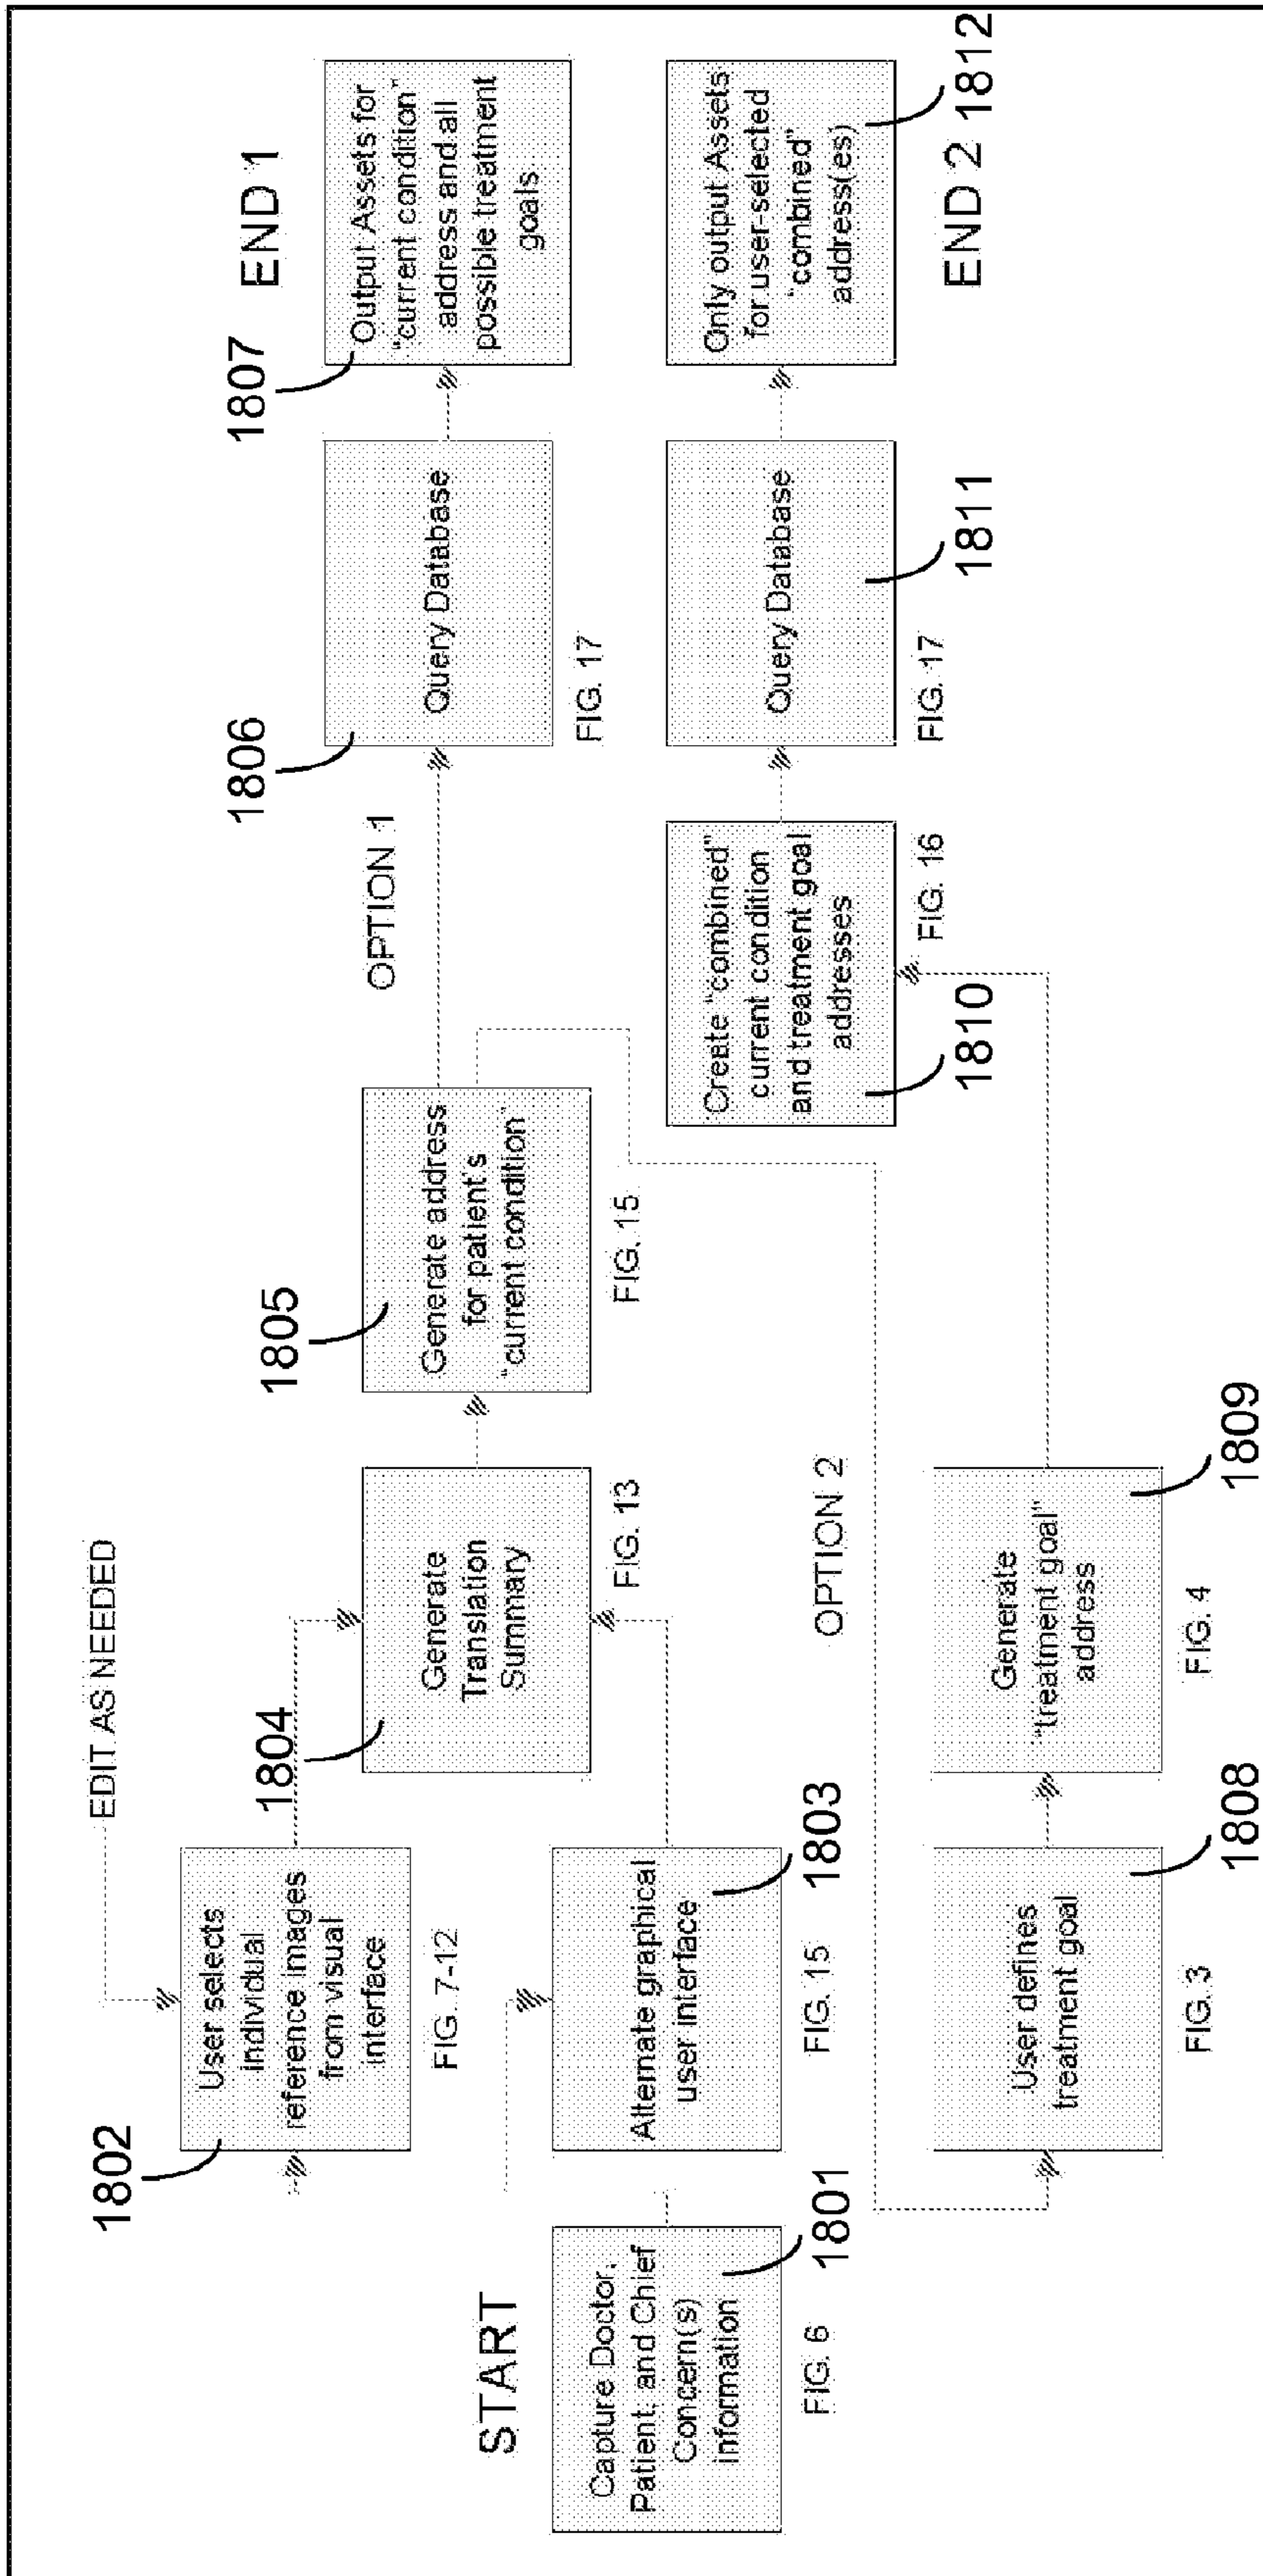 START
Capture Doctor,
Patient, and Chief
Concern(s)
information
1801
FIG. 6
EDIT AS NEEDED
1802
User selects
individual
reference images
from visual
interface
FIG. 7-12
Alternate graphical
user interface
1803
FIG. 15
1804
Generate
Translation
Summary
FIG. 13
1805
Generate address
for patient's
"current condition"
FIG. 15
OPTION 1
1806
Query Database
FIG. 17
1807
END 1
Output Assets for
"current condition"
address and all
possible treatment
goals
OPTION 2
User defines
treatment goal
1808
FIG. 3
Generate
"treatment goal"
address
1809
FIG. 4
Create "combined"
current condition
and treatment goal
addresses
1810
FIG. 16
Query Database
1811
FIG. 17
Only output Assets
for user-selected
"combined"
address(es)
END 2
1812